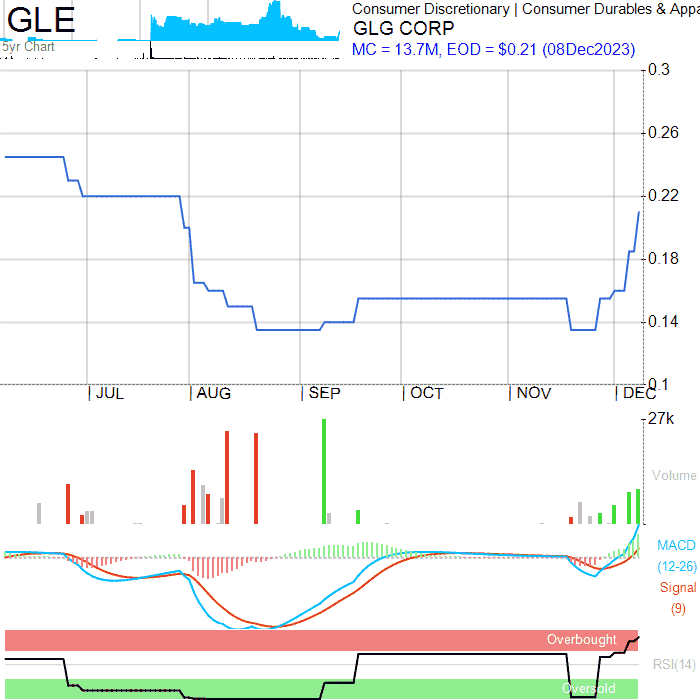 GLE
Consumer Discretionary | Consumer Durables & Appa
GLG CORP
5yr Chart
MC = 13.7M, EOD = $0.21 (08Dec2023)
0.3
0.26
0.22
0.18
0.14
0.1
JUL
AUG
SEP
OCT
NOV
DEC
27k
Volume
MACD
(12-26)
Signal
(9)
Overbought
RSI(14)
Oversold